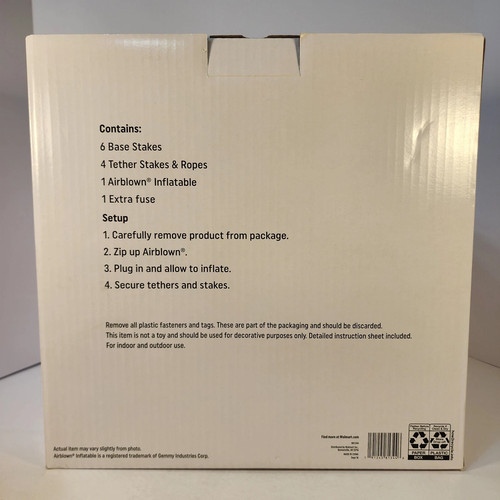 Contains:
6 Base Stakes
4 Tether Stakes & Ropes
1 Airblown® Inflatable
1 Extra fuse
Setup
1. Carefully remove product from package.
2. Zip up Airblown®.
3. Plug in and allow to inflate.
4. Secure tethers and stakes.
Remove all plastic fasteners and tags. These are part of the packaging and should be discarded.
This item is not a toy and should be used for decorative purposes only. Detailed instruction sheet included.
For indoor and outdoor use.
Find more at Walmart.com
PAPER
BOX
PLASTIC
BAG
Actual item may vary slightly from photo.
Airblown® Inflatable is a registered trademark of Gemmy Industries Corp.